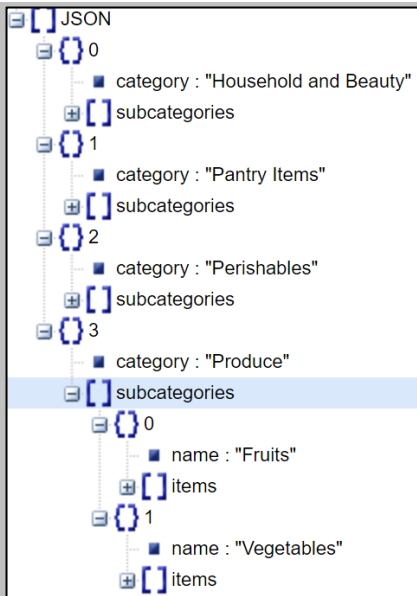 JSON
0
category : "Household and Beauty"
subcategories
1
category : "Pantry Items"
subcategories
2
category : "Perishables"
subcategories
3
category : "Produce"
subcategories
0
name : "Fruits"
items
1
name : "Vegetables"
items